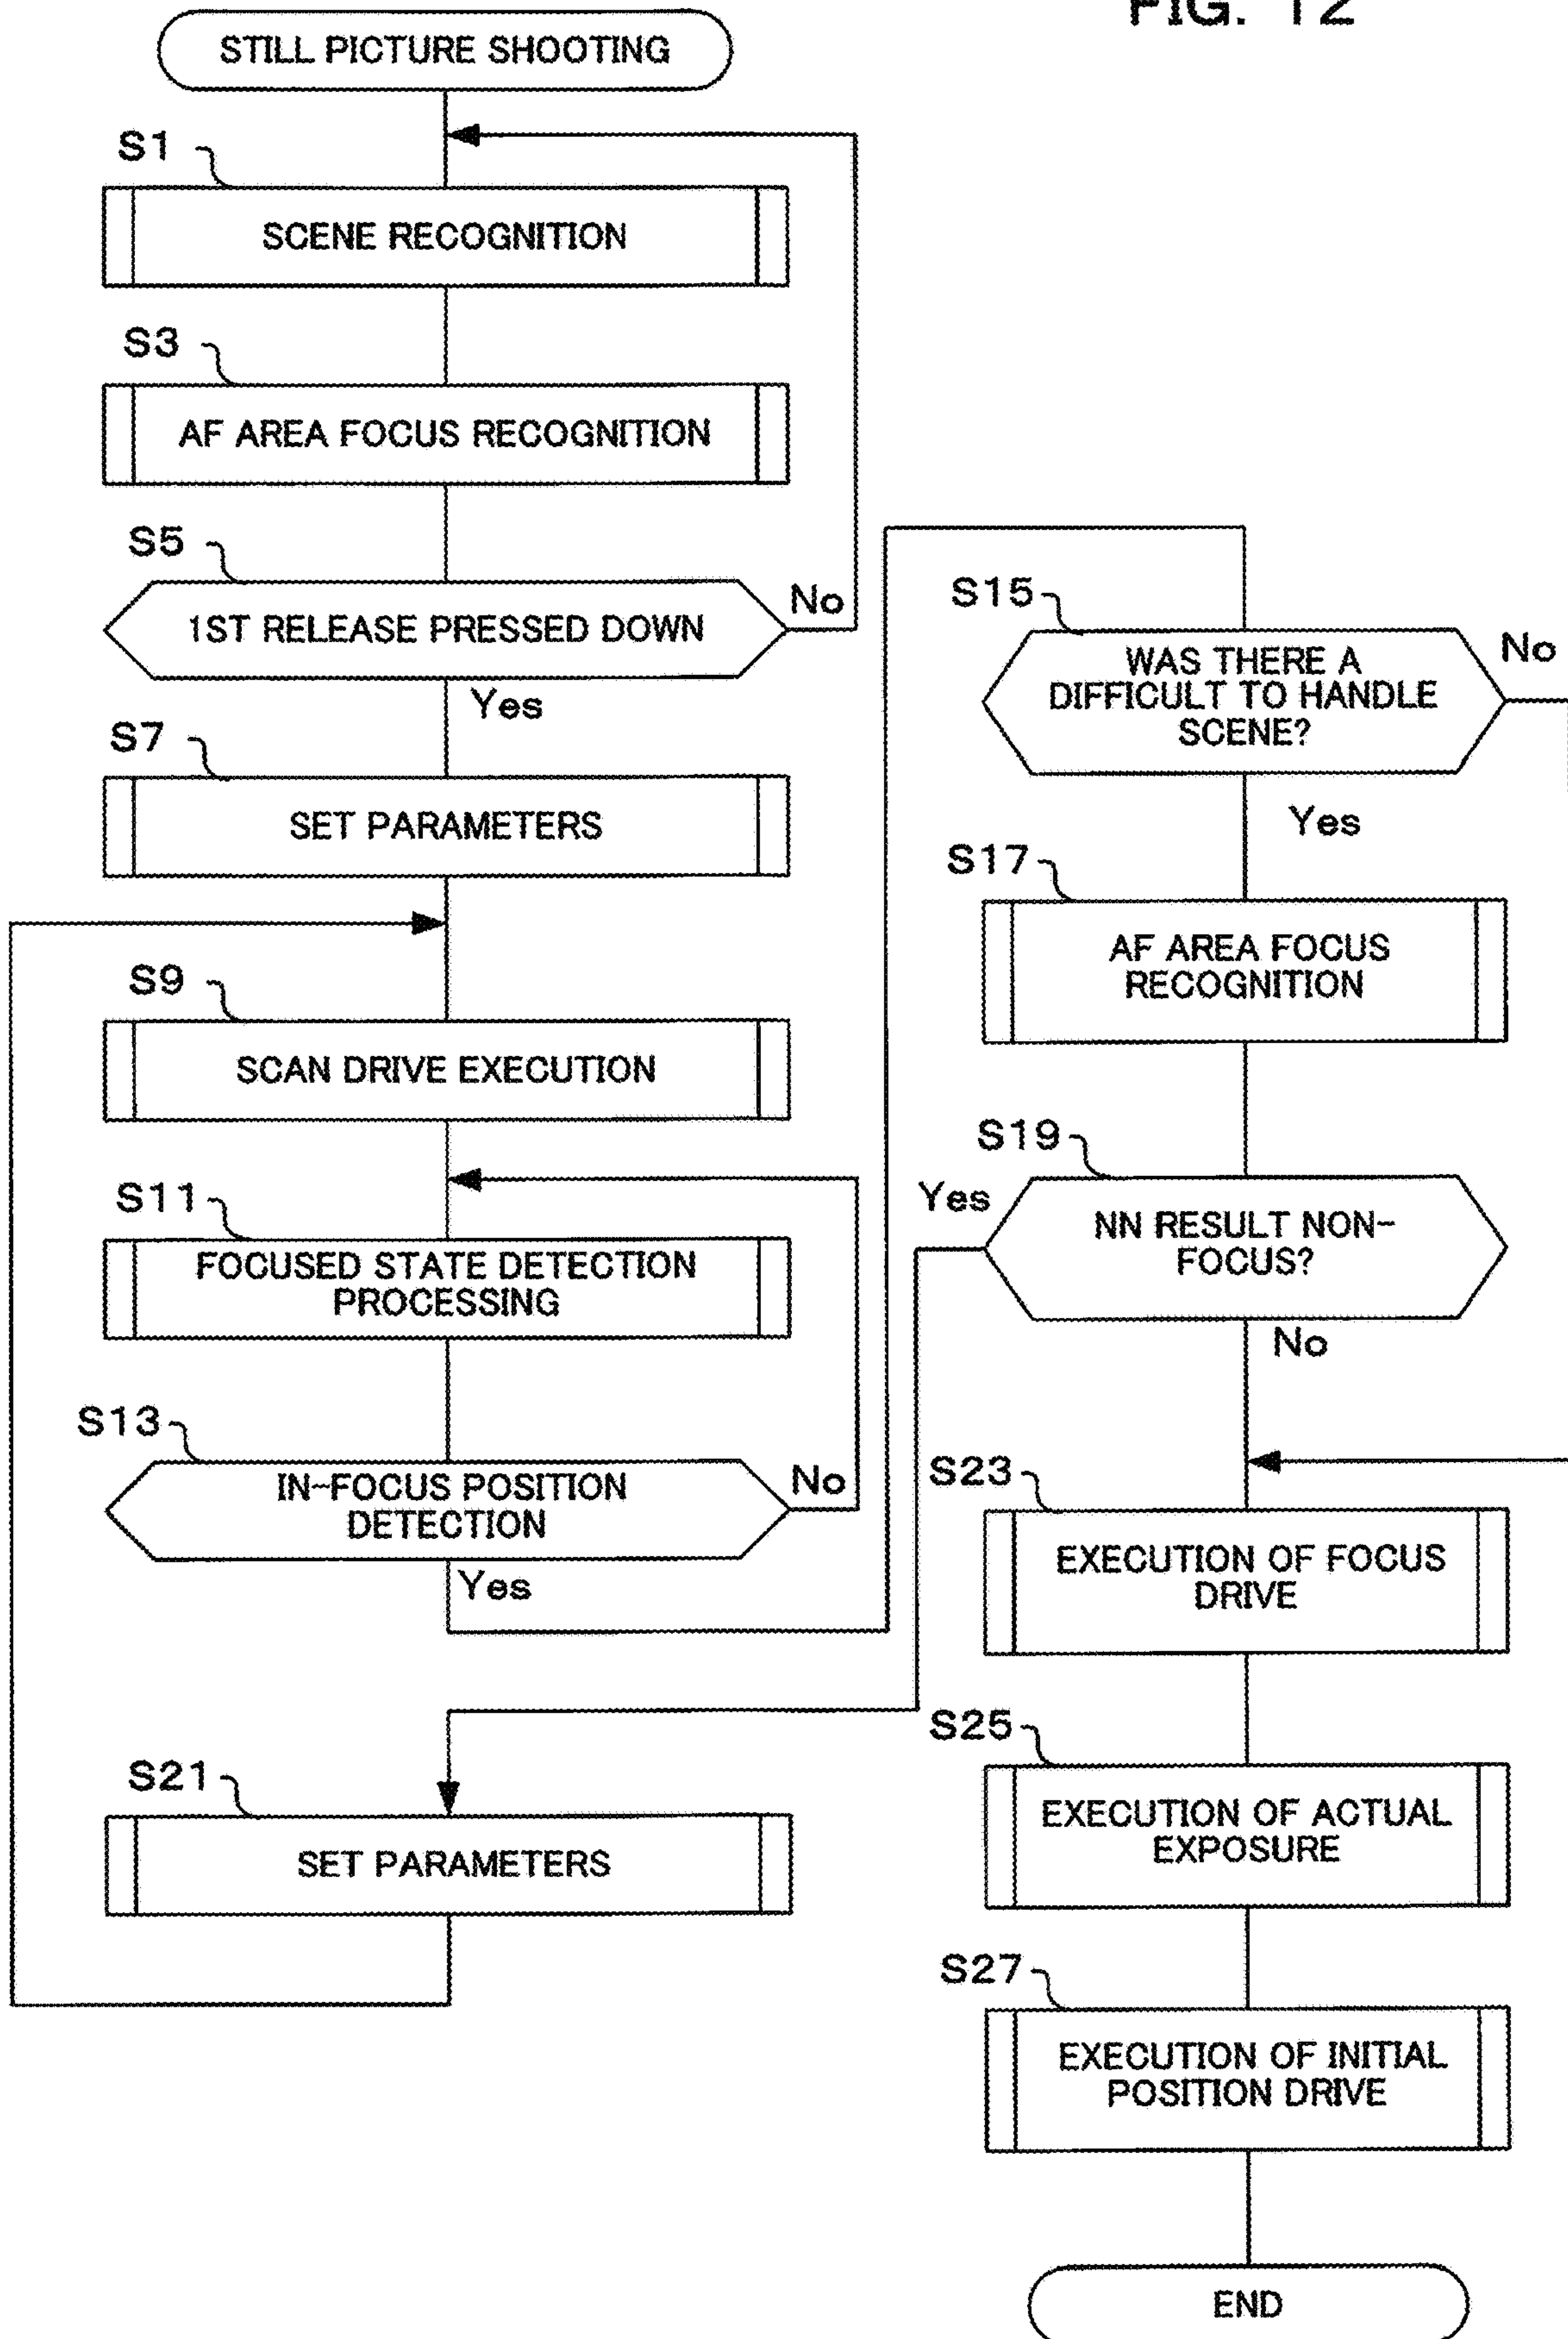 FIG. 12
STILL PICTURE SHOOTING
S1
SCENE RECOGNITION
S3
AF AREA FOCUS RECOGNITION
S5
1ST RELEASE PRESSED DOWN
No
Yes
S7
SET PARAMETERS
S9
SCAN DRIVE EXECUTION
S11
FOCUSED STATE DETECTION
PROCESSING
S13
IN-FOCUS POSITION
DETECTION
No
Yes
S15
WAS THERE A
DIFFICULT TO HANDLE
SCENE?
No
Yes
S17
AF AREA FOCUS
RECOGNITION
S19
NN RESULT NON-
FOCUS?
Yes
No
S21
SET PARAMETERS
S23
EXECUTION OF FOCUS
DRIVE
S25
EXECUTION OF ACTUAL
EXPOSURE
S27
EXECUTION OF INITIAL
POSITION DRIVE
END